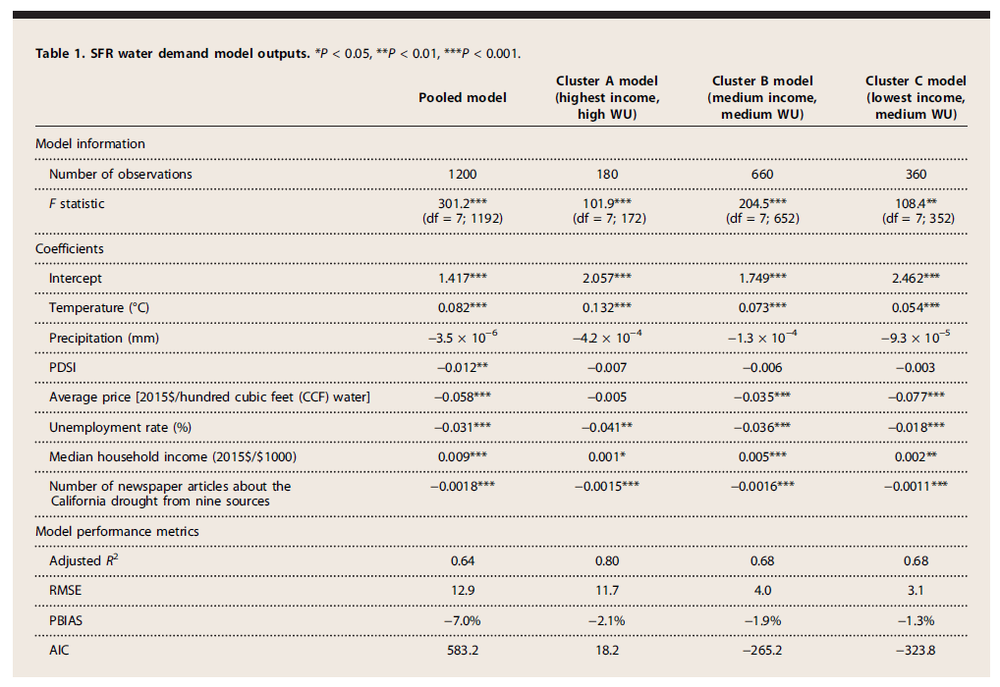 Table 1. SFR water demand model outputs. *P < 0.05, **P < 0.01, ***P < 0.001.
Pooled model
Cluster A model
(highest income,
high WU)
Cluster B model
(medium income,
medium WU)
Cluster C model
(lowest income,
medium WU)
Model information
Number of observations 1200 180 660 360
F statistic 301.2*** (df = 7; 1192) 101.9*** (df = 7; 172) 204.5*** (df = 7; 652) 108.4** (df = 7; 352)
Coefficients
Intercept 1.417*** 2.057*** 1.749*** 2.462***
Temperature (°C) 0.082*** 0.132*** 0.073*** 0.054***
Precipitation (mm) −3.5 × 10⁻⁶ −4.2 × 10⁻⁴ −1.3 × 10⁻⁴ −9.3 × 10⁻⁵
PDSI −0.012** −0.007 −0.006 −0.003
Average price [2015$/hundred cubic feet (CCF) water] −0.058*** −0.005 −0.035*** −0.077***
Unemployment rate (%) −0.031*** −0.041** −0.036*** −0.018***
Median household income (2015$/$1000) 0.009*** 0.001* 0.005*** 0.002**
Number of newspaper articles about the
California drought from nine sources −0.0018*** −0.0015*** −0.0016*** −0.0011***
Model performance metrics
Adjusted R² 0.64 0.80 0.68 0.68
RMSE 12.9 11.7 4.0 3.1
PBIAS −7.0% −2.1% −1.9% −1.3%
AIC 583.2 18.2 −265.2 −323.8